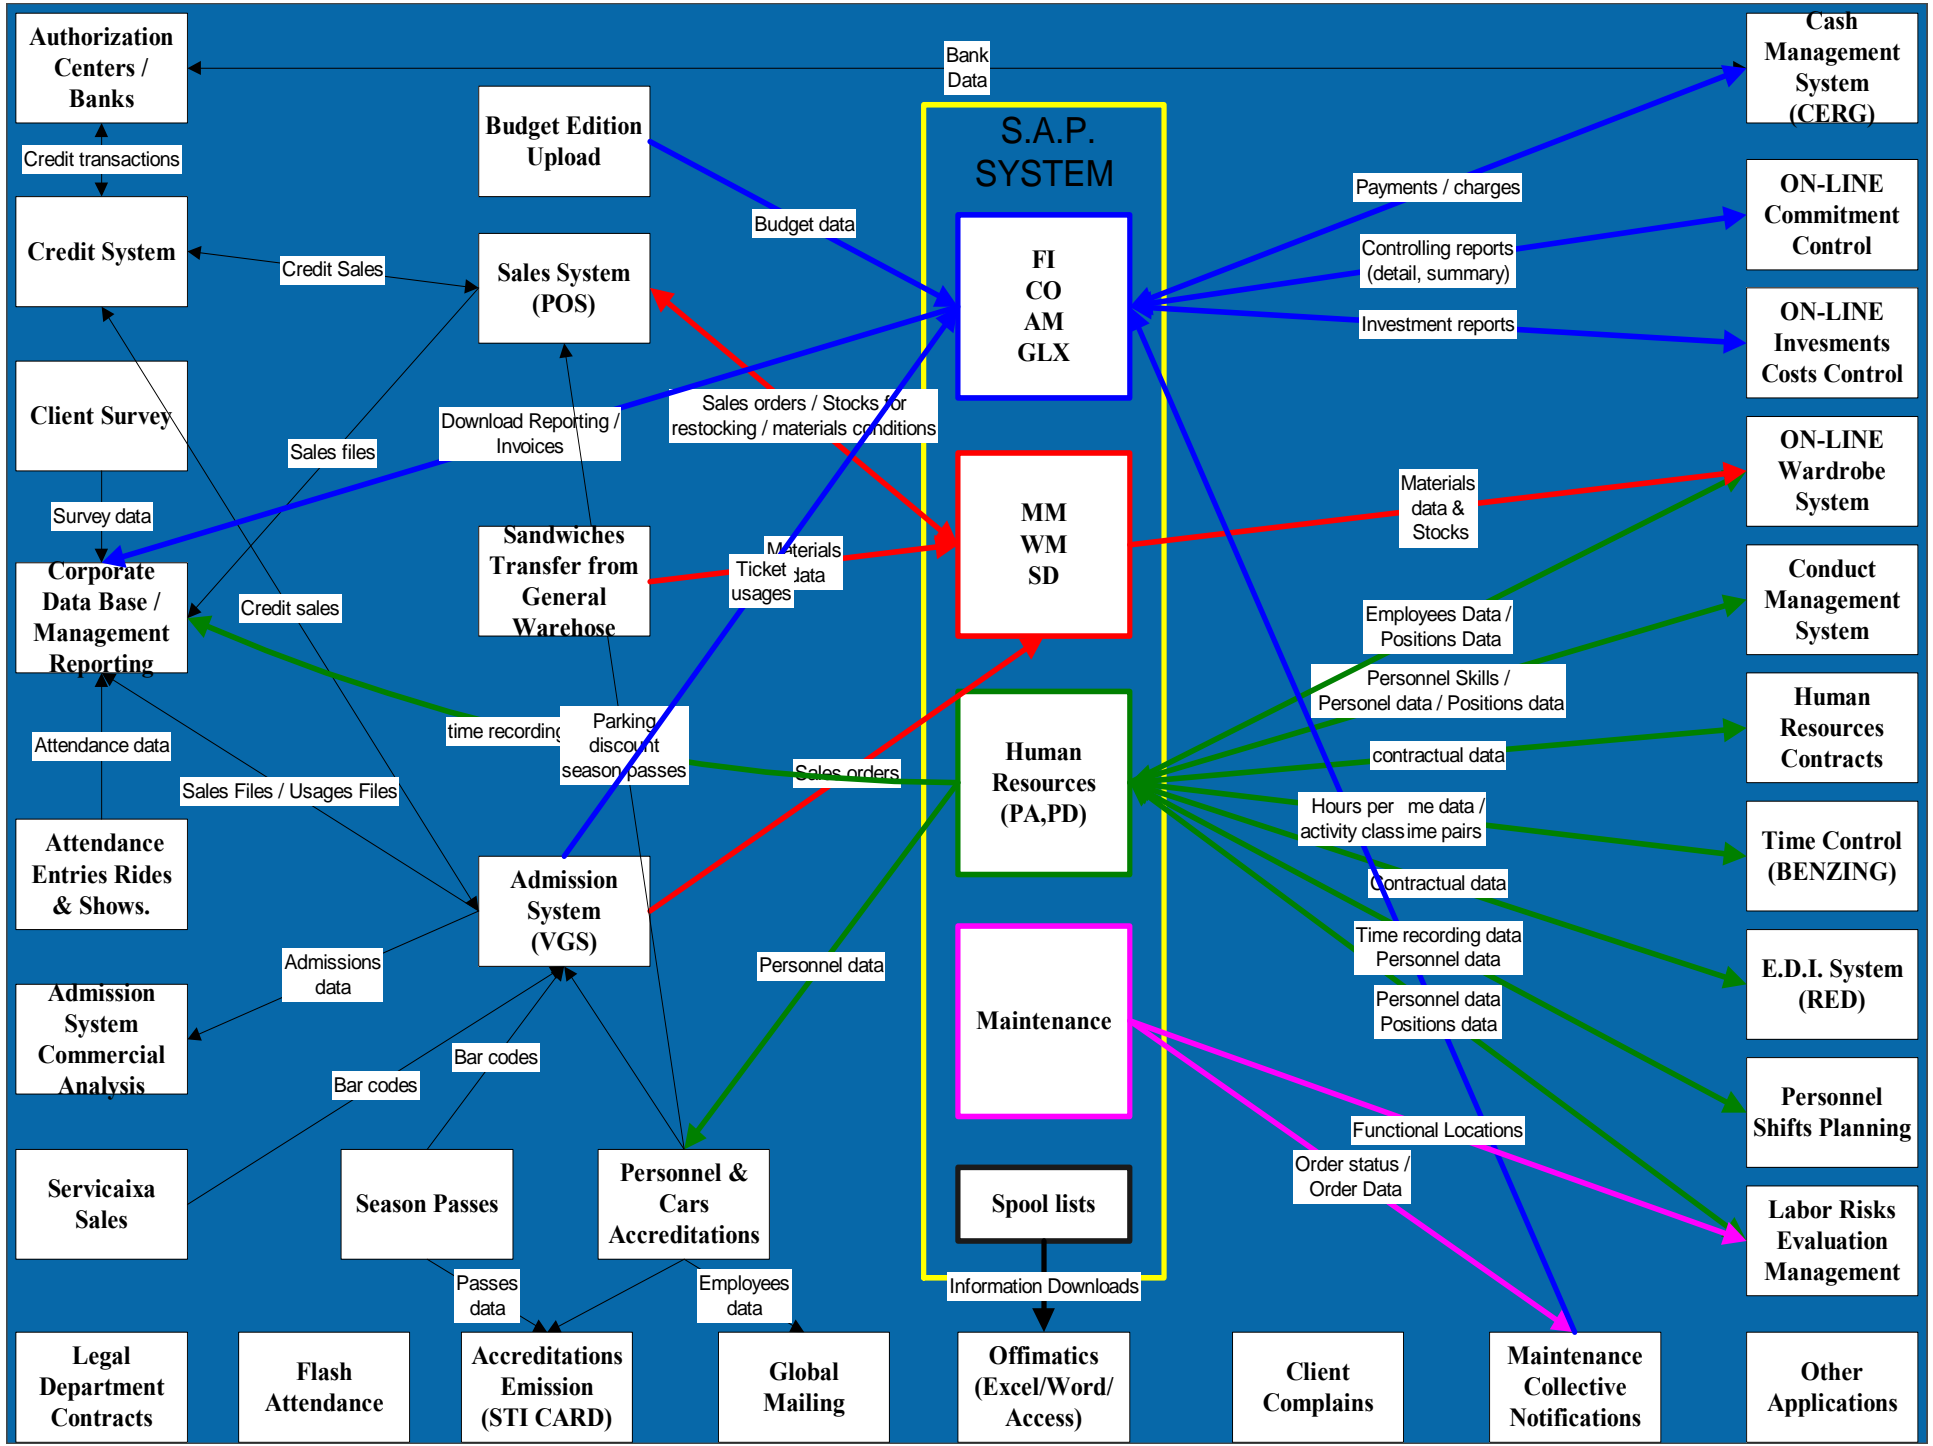 Authorization
Centers /
Banks
Bank
Data
Cash
Management
System
(CERG)
Credit transactions
Budget Edition
Upload
S.A.P.
SYSTEM
Payments / charges
ON-LINE
Commitment
Control
Credit System
Credit Sales
Sales System
(POS)
Budget data
FI
CO
AM
GLX
Controlling reports
(detail, summary)
Investment reports
ON-LINE
Invesments
Costs Control
Client Survey
Download Reporting /
Invoices
Sales orders / Stocks for
restocking / materials conditions
Sales files
Survey data
ON-LINE
Wardrobe
System
Materials
data &
Stocks
MM
WM
SD
Sandwiches
Transfer from
General
Warehose
Materials
data
Ticket
usages
Corporate
Data Base /
Management
Reporting
Credit sales
Conduct
Management
System
Employees Data /
Positions Data
Personnel Skills /
Personel data / Positions data
Human
Resources
Contracts
contractual data
time recording
Parking
discount
season passes
Sales orders
Human
Resources
(PA,PD)
Attendance data
Sales Files / Usages Files
Hours per
activity class
me data /
ime pairs
Time Control
(BENZING)
Attendance
Entries Rides
& Shows.
Admission
System
(VGS)
Contractual data
Time recording data
Personnel data
E.D.I. System
(RED)
Admissions
data
Personnel data
Personnel data
Positions data
Admission
System
Commercial
Analysis
Bar codes
Bar codes
Maintenance
Personnel
Shifts Planning
Functional Locations
Order status /
Order Data
Servicaixa
Sales
Season Passes
Personnel &
Cars
Accreditations
Spool lists
Labor Risks
Evaluation
Management
Passes
data
Employees
data
Information Downloads
Legal
Department
Contracts
Flash
Attendance
Accreditations
Emission
(STI CARD)
Global
Mailing
Offimatics
(Excel/Word/
Access)
Client
Complains
Maintenance
Collective
Notifications
Other
Applications